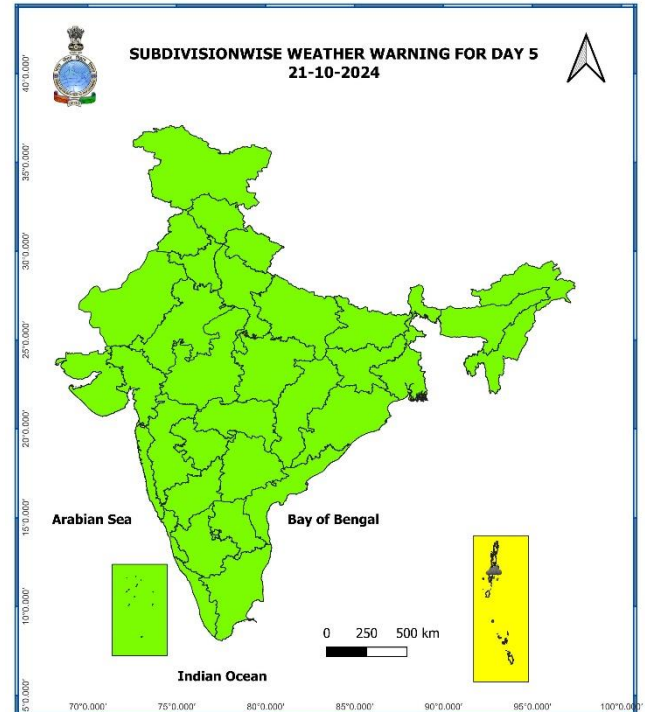 SUBDIVISIONWISE WEATHER WARNING FOR DAY 5
21-10-2024
40°0.000'
35°0.000'
30°0.000'
25°0.000'
20°0.000'
15°0.000'
10°0.000'
5°0.000'
Arabian Sea
Bay of Bengal
0 250 500 km
Indian Ocean
70°0.000' 75°0.000' 80°0.000' 85°0.000' 90°0.000' 95°0.000' 100°0.000'